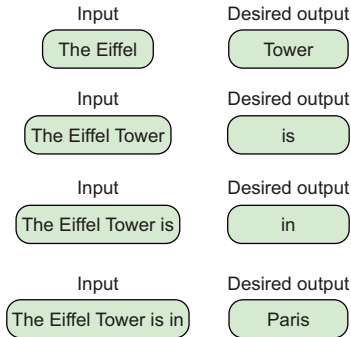 Input Desired output
The Eiffel Tower
Input Desired output
The Eiffel Tower is
Input Desired output
The Eiffel Tower is in
Input Desired output
The Eiffel Tower is in Paris